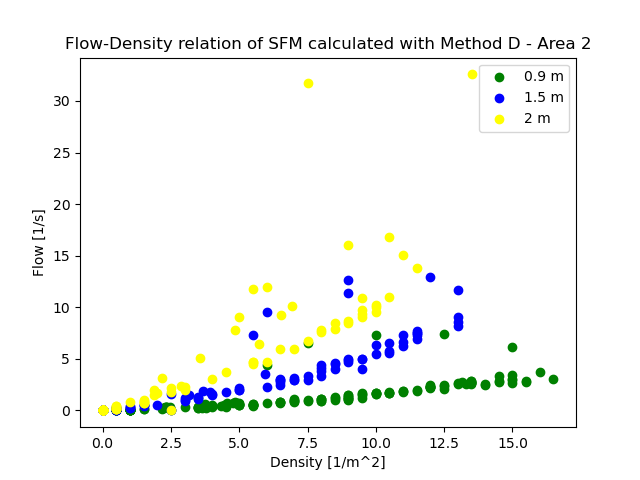 Flow-Density relation of SFM calculated with Method D - Area 2
0.9 m
1.5 m
2 m
30
25
20
15
10
5
0
Flow [1/s]
0.0 2.5 5.0 7.5 10.0 12.5 15.0
Density [1/m^2]